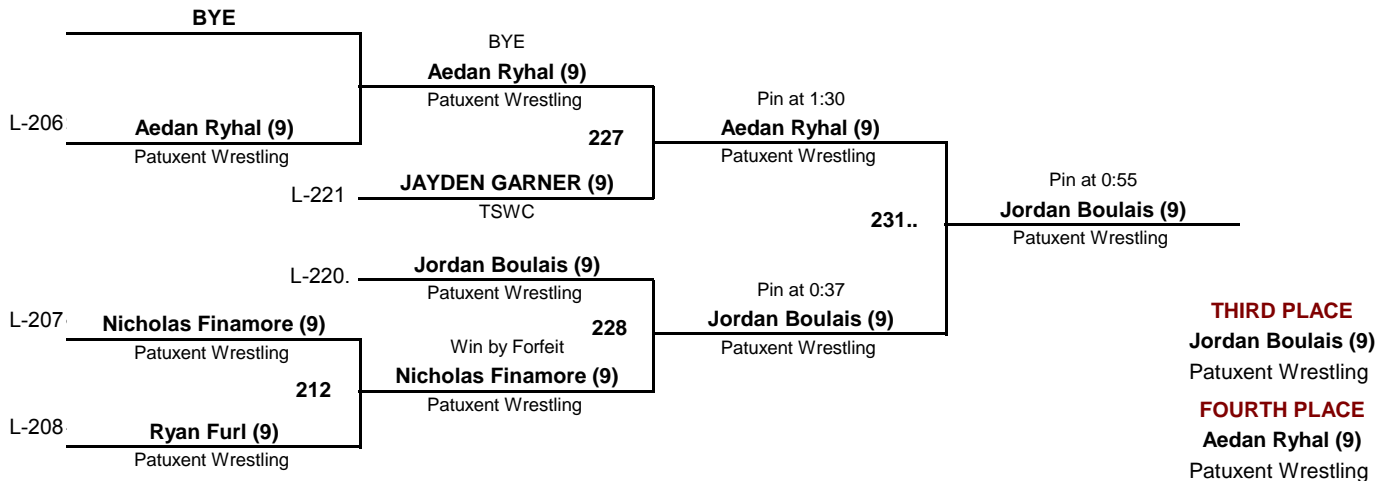 BYE
BYE
Aedan Ryhal (9)
Patuxent Wrestling
L-206
Aedan Ryhal (9)
Patuxent Wrestling
227
Pin at 1:30
Aedan Ryhal (9)
Patuxent Wrestling
L-221
JAYDEN GARNER (9)
TSWC
231..
Pin at 0:55
Jordan Boulais (9)
Patuxent Wrestling
L-220.
Jordan Boulais (9)
Patuxent Wrestling
L-207
Nicholas Finamore (9)
Patuxent Wrestling
228
Pin at 0:37
Jordan Boulais (9)
Patuxent Wrestling
212
Win by Forfeit
Nicholas Finamore (9)
Patuxent Wrestling
L-208
Ryan Furl (9)
Patuxent Wrestling
THIRD PLACE
Jordan Boulais (9)
Patuxent Wrestling
FOURTH PLACE
Aedan Ryhal (9)
Patuxent Wrestling